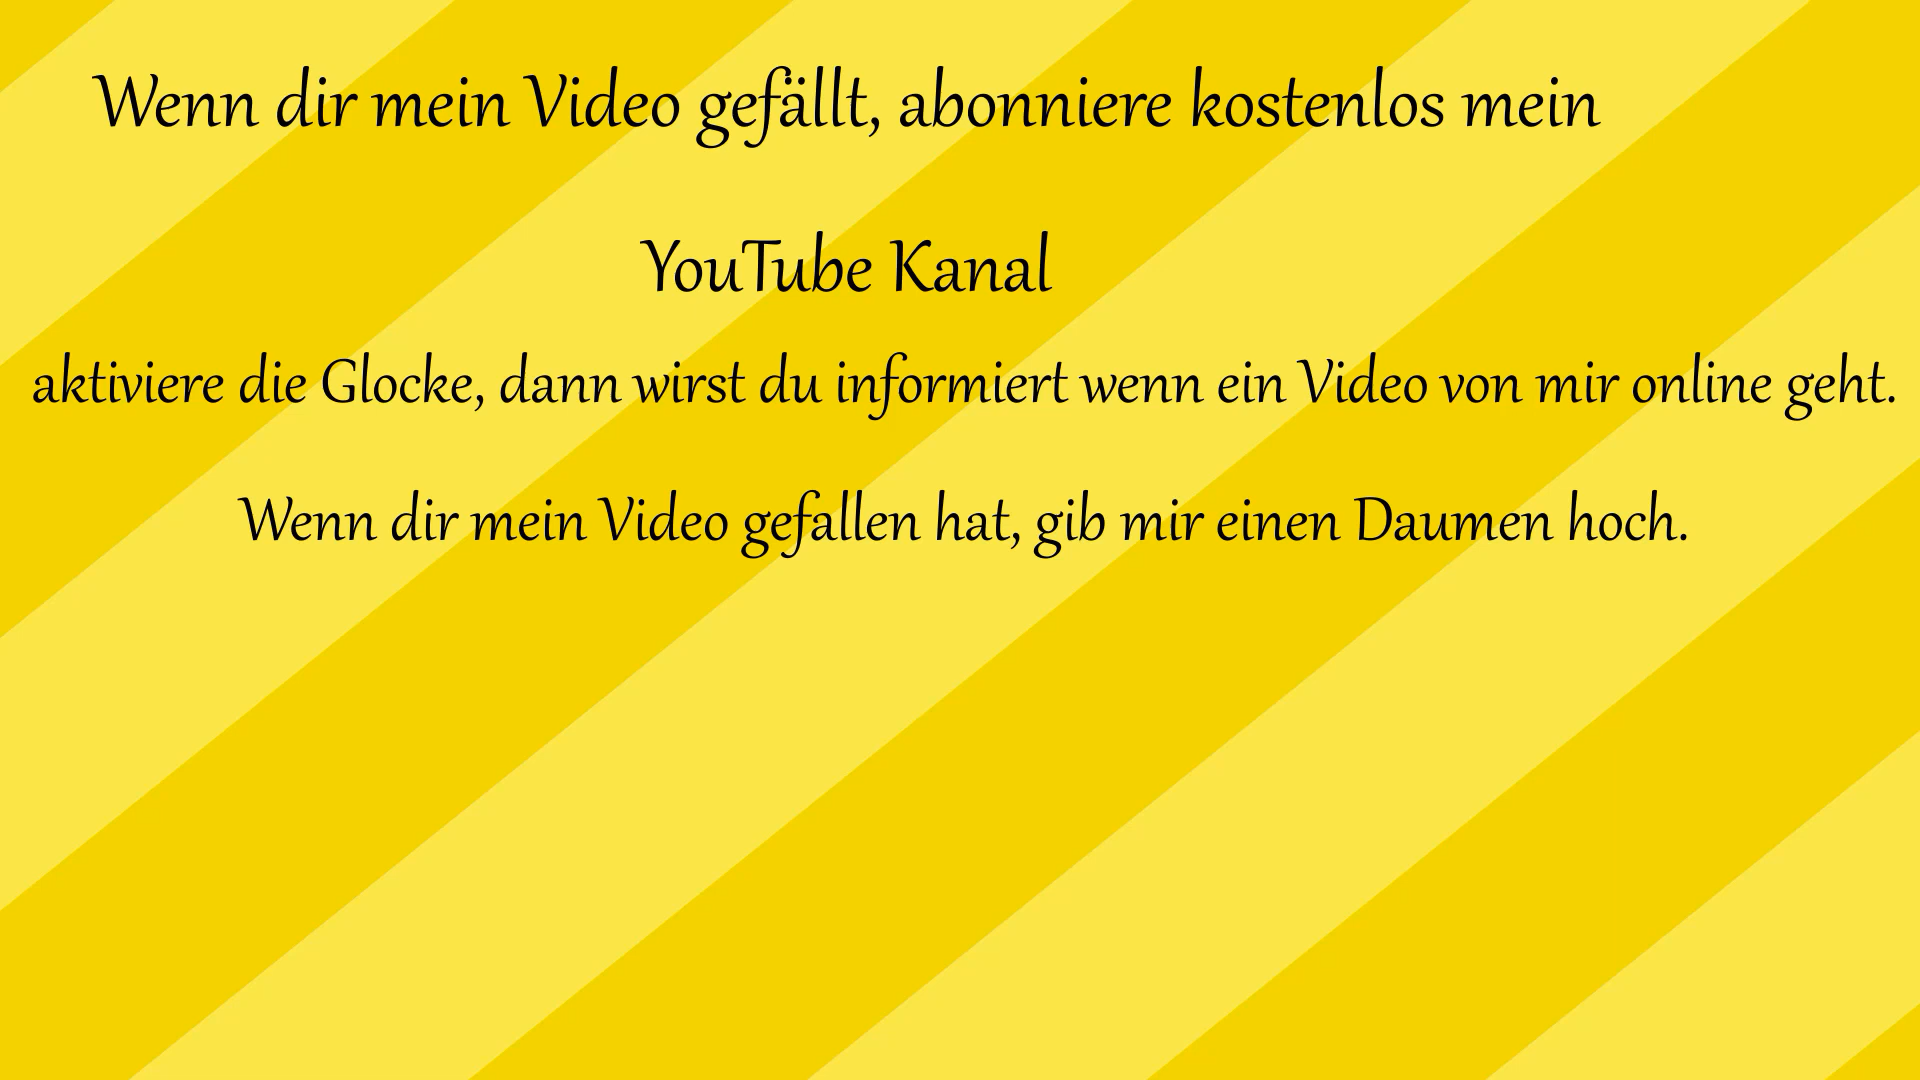 Wenn dir mein Video gefällt, abonniere kostenlos mein
YouTube Kanal
aktiviere die Glocke, dann wirst du informiert wenn ein Video von mir online geht.
Wenn dir mein Video gefallen hat, gib mir einen Daumen hoch.